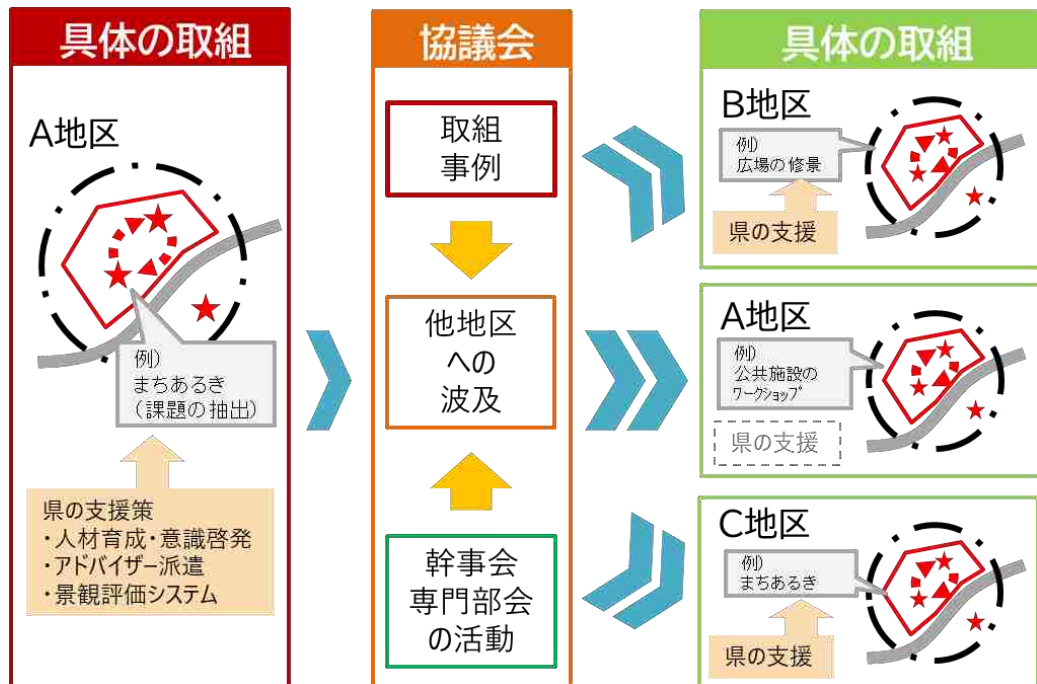 具体の取組
A地区
例)
まちあるき
(課題の抽出)
県の支援策
・人材育成・意識啓発
・アドバイザー派遣
・景観評価システム
協議会
取組
事例
他地区
への
波及
幹事会
専門部会
の活動
具体の取組
B地区
例)
広場の修景
県の支援
A地区
例)
公共施設の
ワークショップ
県の支援
C地区
例)
まちあるき
県の支援